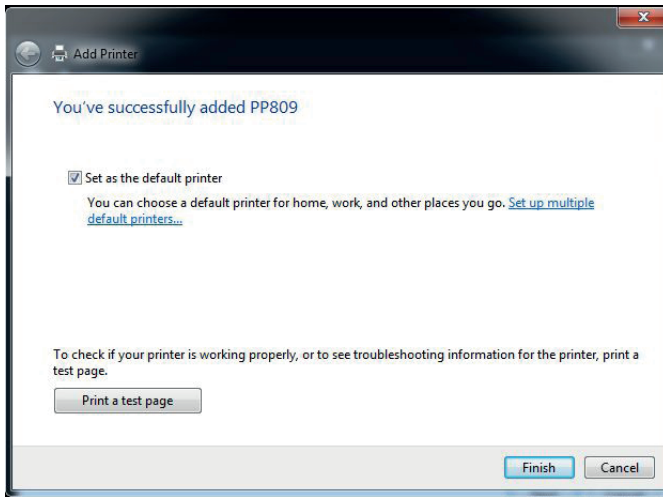 Add Printer
You've successfully added PP809
Set as the default printer
You can choose a default printer for home, work, and other places you go. Set up multiple
default printers...
To check if your printer is working properly, or to see troubleshooting information for the printer, print a
test page.
Print a test page
Finish Cancel